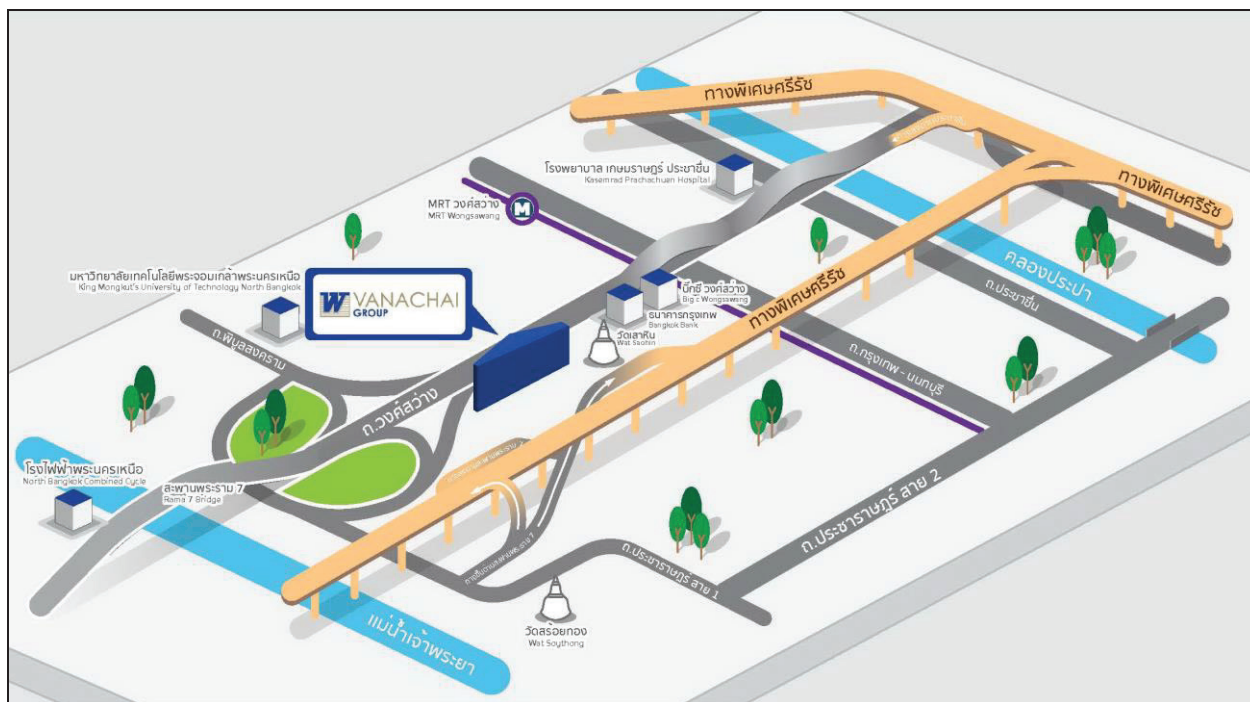 ทางพิเศษศรีรัช
โรงพยาบาล เกษมราษฎร์ ประชาชื่น
Kasemrad Prachachuen Hospital
ทางพิเศษศรีรัช
MRT วงศ์สว่าง
MRT Wongsawang
M
คลองประปา
มหาวิทยาลัยเทคโนโลยีพระจอมเกล้าพระนครเหนือ
King Mongkut's University of Technology North Bangkok
W VANACHAI
GROUP
บิ๊กซี วงศ์สว่าง
Big c Wongsawang
ธนาคารกรุงเทพ
Bangkok Bank
ทางพิเศษศรีรัช
ถ.ประชาชื่น
วัดเสาหิน
Wat Saohin
ถ.พิบูลสงคราม
ถ.กรุงเทพ - นนทบุรี
ถ.วงศ์สว่าง
โรงไฟฟ้าพระนครเหนือ
North Bangkok Combined Cycle
สะพานพระราม 7
Rama 7 Bridge
ถ.ประชาราษฎร์ สาย 2
ถ.ประชาราษฎร์ สาย 1
วัดสร้อยทอง
Wat Soythong
แม่น้ำเจ้าพระยา